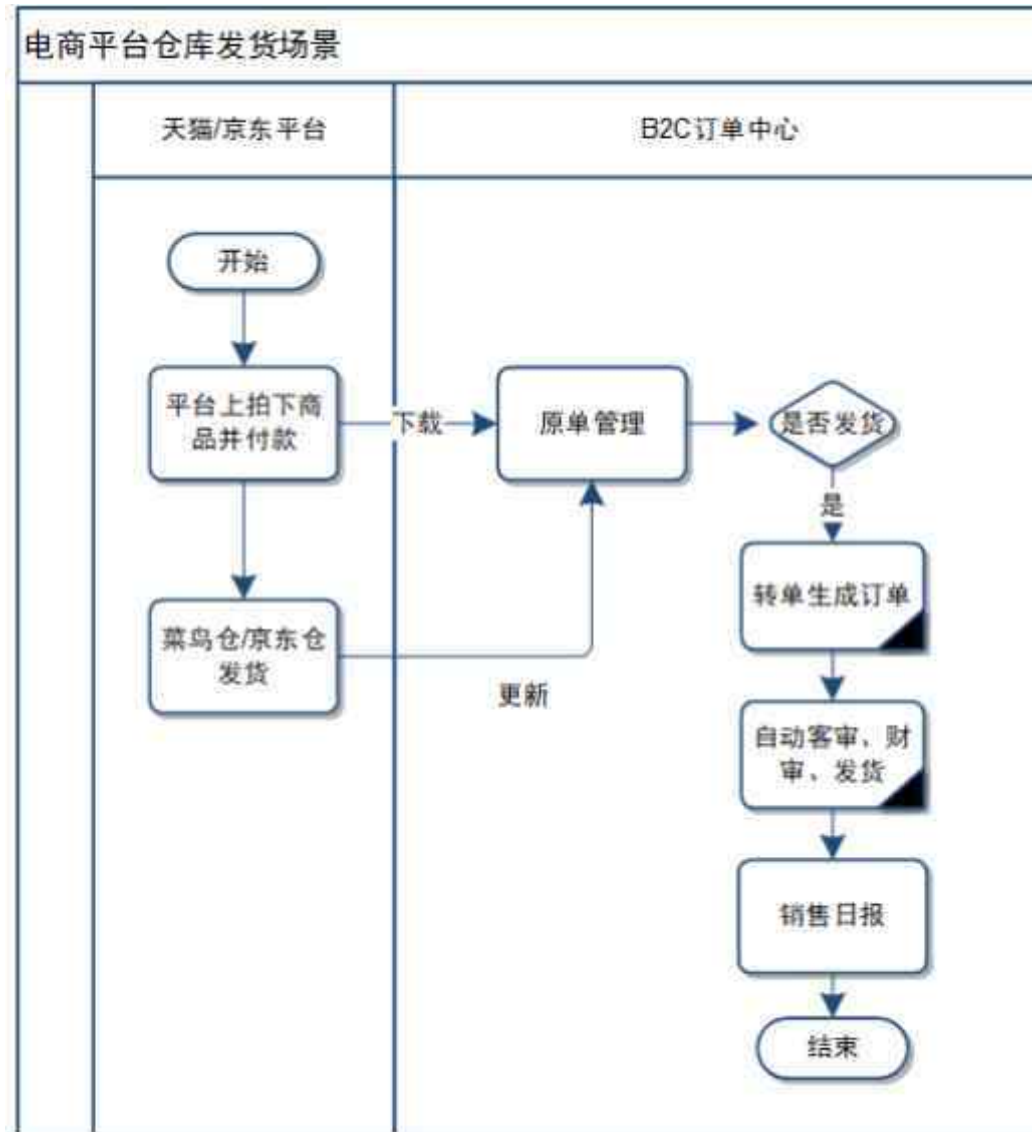 电商平台仓库发货场景
天猫/京东平台
B2C订单中心
开始
平台上拍下商
品并付款
下载
原单管理
是否发货
是
菜鸟仓/京东仓
发货
更新
转单生成订单
自动客审、财
审、发货
销售日报
结束